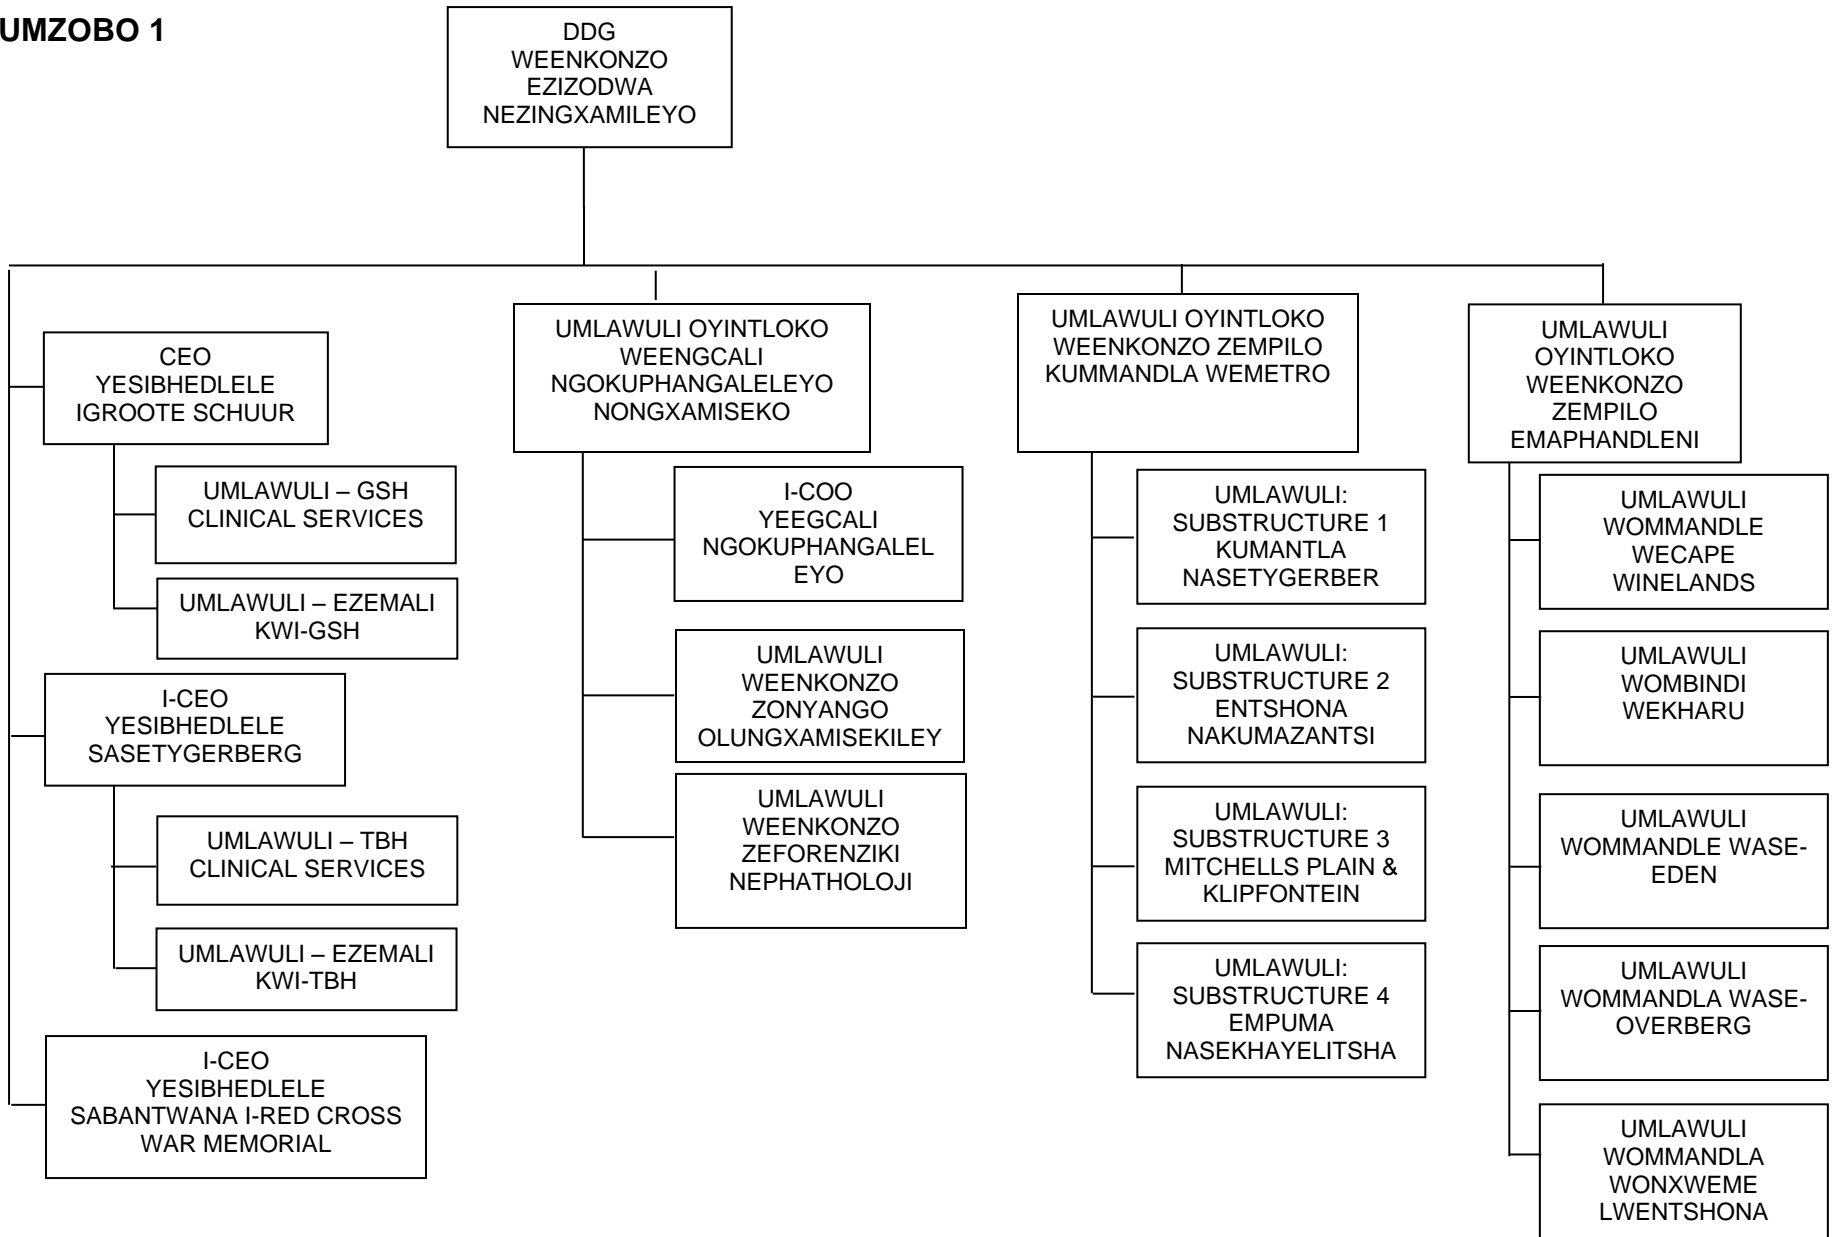 UMZOBO 1
DDG
WEENKONZO
EZIZODWA
NEZINGXAMILEYO
CEO
YESIBHEDLELE
IGROOTE SCHUUR
UMLAWULI – GSH
CLINICAL SERVICES
UMLAWULI – EZEMALI
KWI-GSH
I-CEO
YESIBHEDLELE
SASETYGERBERG
UMLAWULI – TBH
CLINICAL SERVICES
UMLAWULI – EZEMALI
KWI-TBH
I-CEO
YESIBHEDLELE
SABANTWANA I-RED CROSS
WAR MEMORIAL
UMLAWULI OYINTLOKO
WEENGCALI
NGOKUPHANGALELEYO
NONGXAMISEKO
I-COO
YEEGCALI
NGOKUPHANGALEL
EYO
UMLAWULI
WEENKONZO
ZONYANGO
OLUNGXAMISEKILEY
UMLAWULI
WEENKONZO
ZEFORENZIKI
NEPHATHOLOJI
UMLAWULI OYINTLOKO
WEENKONZO ZEMPILO
KUMMANDLA WEMETRO
UMLAWULI:
SUBSTRUCTURE 1
KUMANTLA
NASETYGERBER
UMLAWULI:
SUBSTRUCTURE 2
ENTSHONA
NAKUMAZANTSI
UMLAWULI:
SUBSTRUCTURE 3
MITCHELLS PLAIN &
KLIPFONTEIN
UMLAWULI:
SUBSTRUCTURE 4
EMPUMA
NASEKHAYELITSHA
UMLAWULI
OYINTLOKO
WEENKONZO
ZEMPILO
EMAPHANDLENI
UMLAWULI
WOMMANDLE
WECAPE
WINELANDS
UMLAWULI
WOMBINDI
WEKHARU
UMLAWULI
WOMMANDLE WASE-
EDEN
UMLAWULI
WOMMANDLA WASE-
OVERBERG
UMLAWULI
WOMMANDLA
WONXWEME
LWENTSHONA